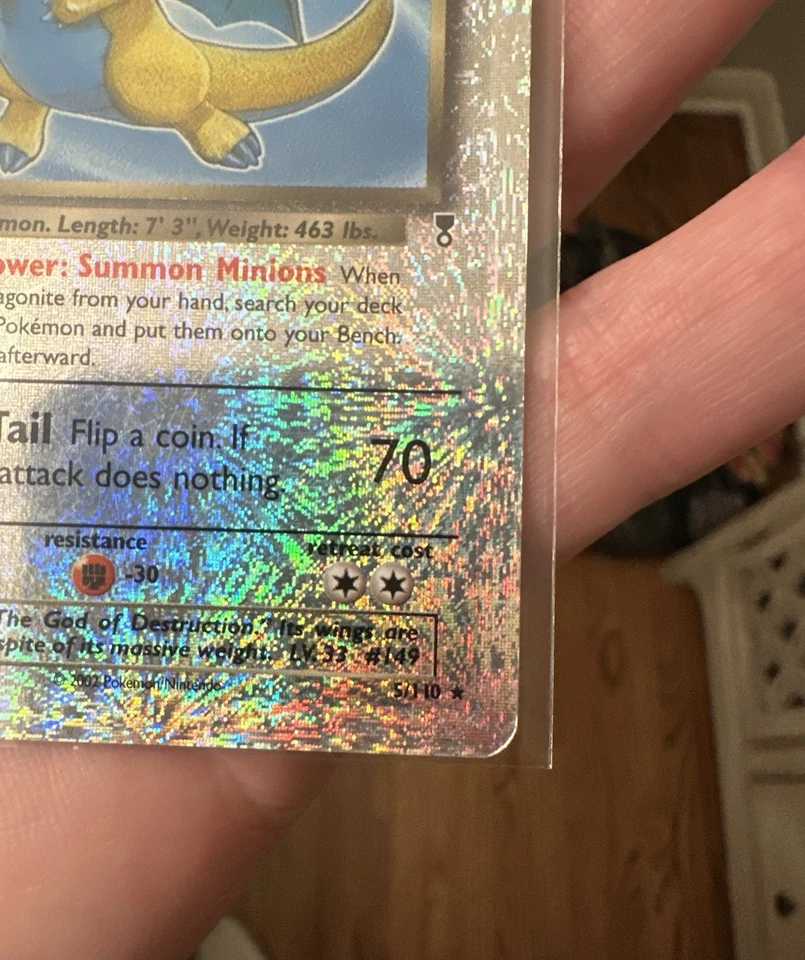 mon. Length: 7' 3", Weight: 463 lbs.
ower: Summon Minions When
agonite from your hand, search your deck
Pokémon and put them onto your Bench.
afterward.
Tail Flip a coin. If
attack does nothing.
70
resistance
-30
retreat cost
The God of Destruction." Its wings are
spite of its massive weight. LV. 33 #149
© 2002 Pokemon/Nintendo
5/110 ★